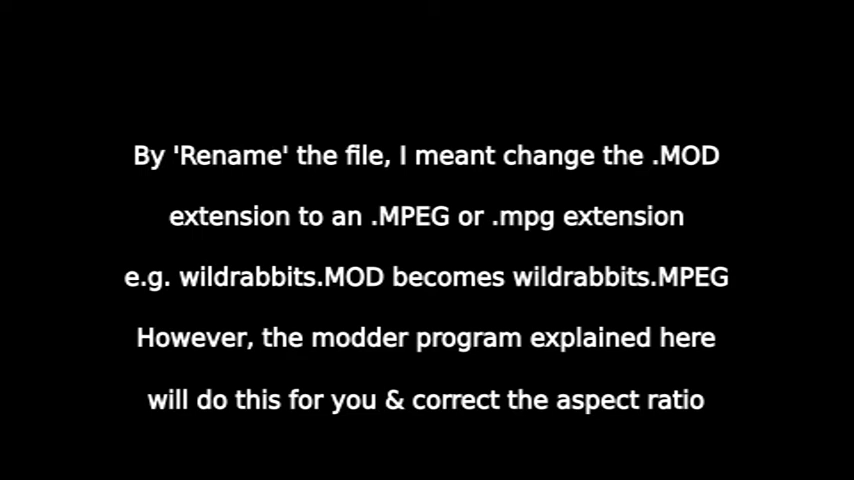 By 'Rename' the file, I meant change the .MOD
extension to an .MPEG or .mpg extension
e.g. wildrabbits.MOD becomes wildrabbits.MPEG
However, the modder program explained here
will do this for you & correct the aspect ratio